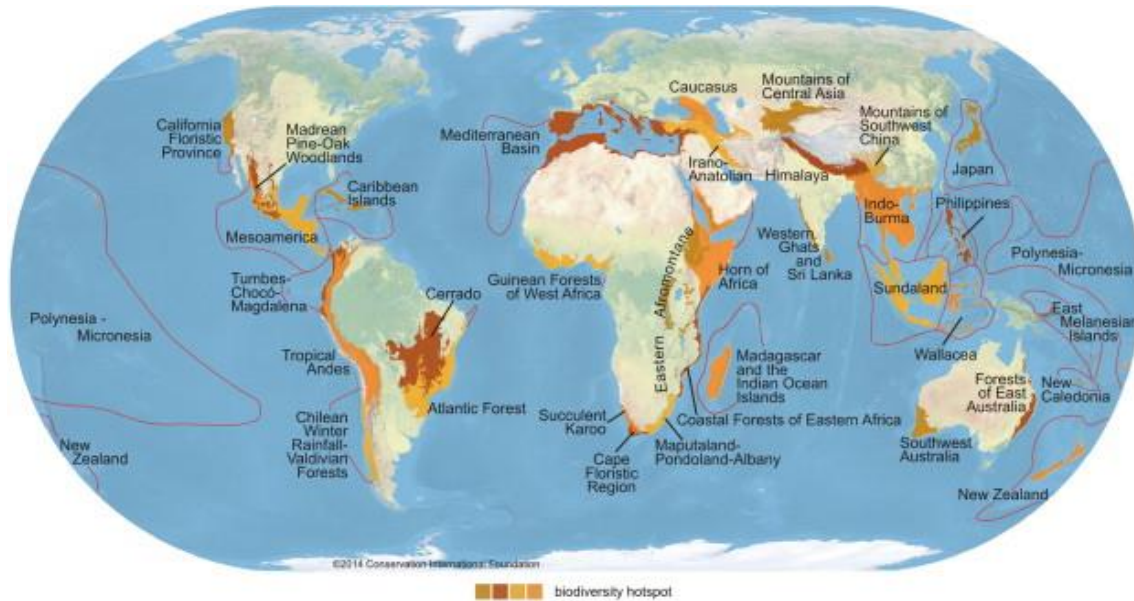 California
Floristic
Province
Madrean
Pine-Oak
Woodlands
Caribbean
Islands
Mesoamerica
Tumbes-
Chocó-
Magdalena
Polynesia -
Micronesia
New
Zealand
Tropical
Andes
Cerrado
Atlantic Forest
Chilean
Winter
Rainfall-
Valdivian
Forests
Mediterranean
Basin
Caucasus
Irano-
Anatolian
Mountains of
Central Asia
Mountains of
Southwest
China
Himalaya
Japan
Indo-
Burma
Philippines
Western
Ghats
and
Sri Lanka
Polynesia-
Micronesia
Sundaland
Wallacea
East
Melanesian
Islands
Guinean Forests
of West Africa
Eastern Afromontane
Horn of
Africa
Madagascar
and the
Indian Ocean
Islands
Coastal Forests of Eastern Africa
Succulent
Karoo
Cape
Floristic
Region
Maputaland-
Pondoland-Albany
Forests
of East
Australia
New
Caledonia
Southwest
Australia
New Zealand
©2014 Conservation International Foundation
biodiversity hotspot